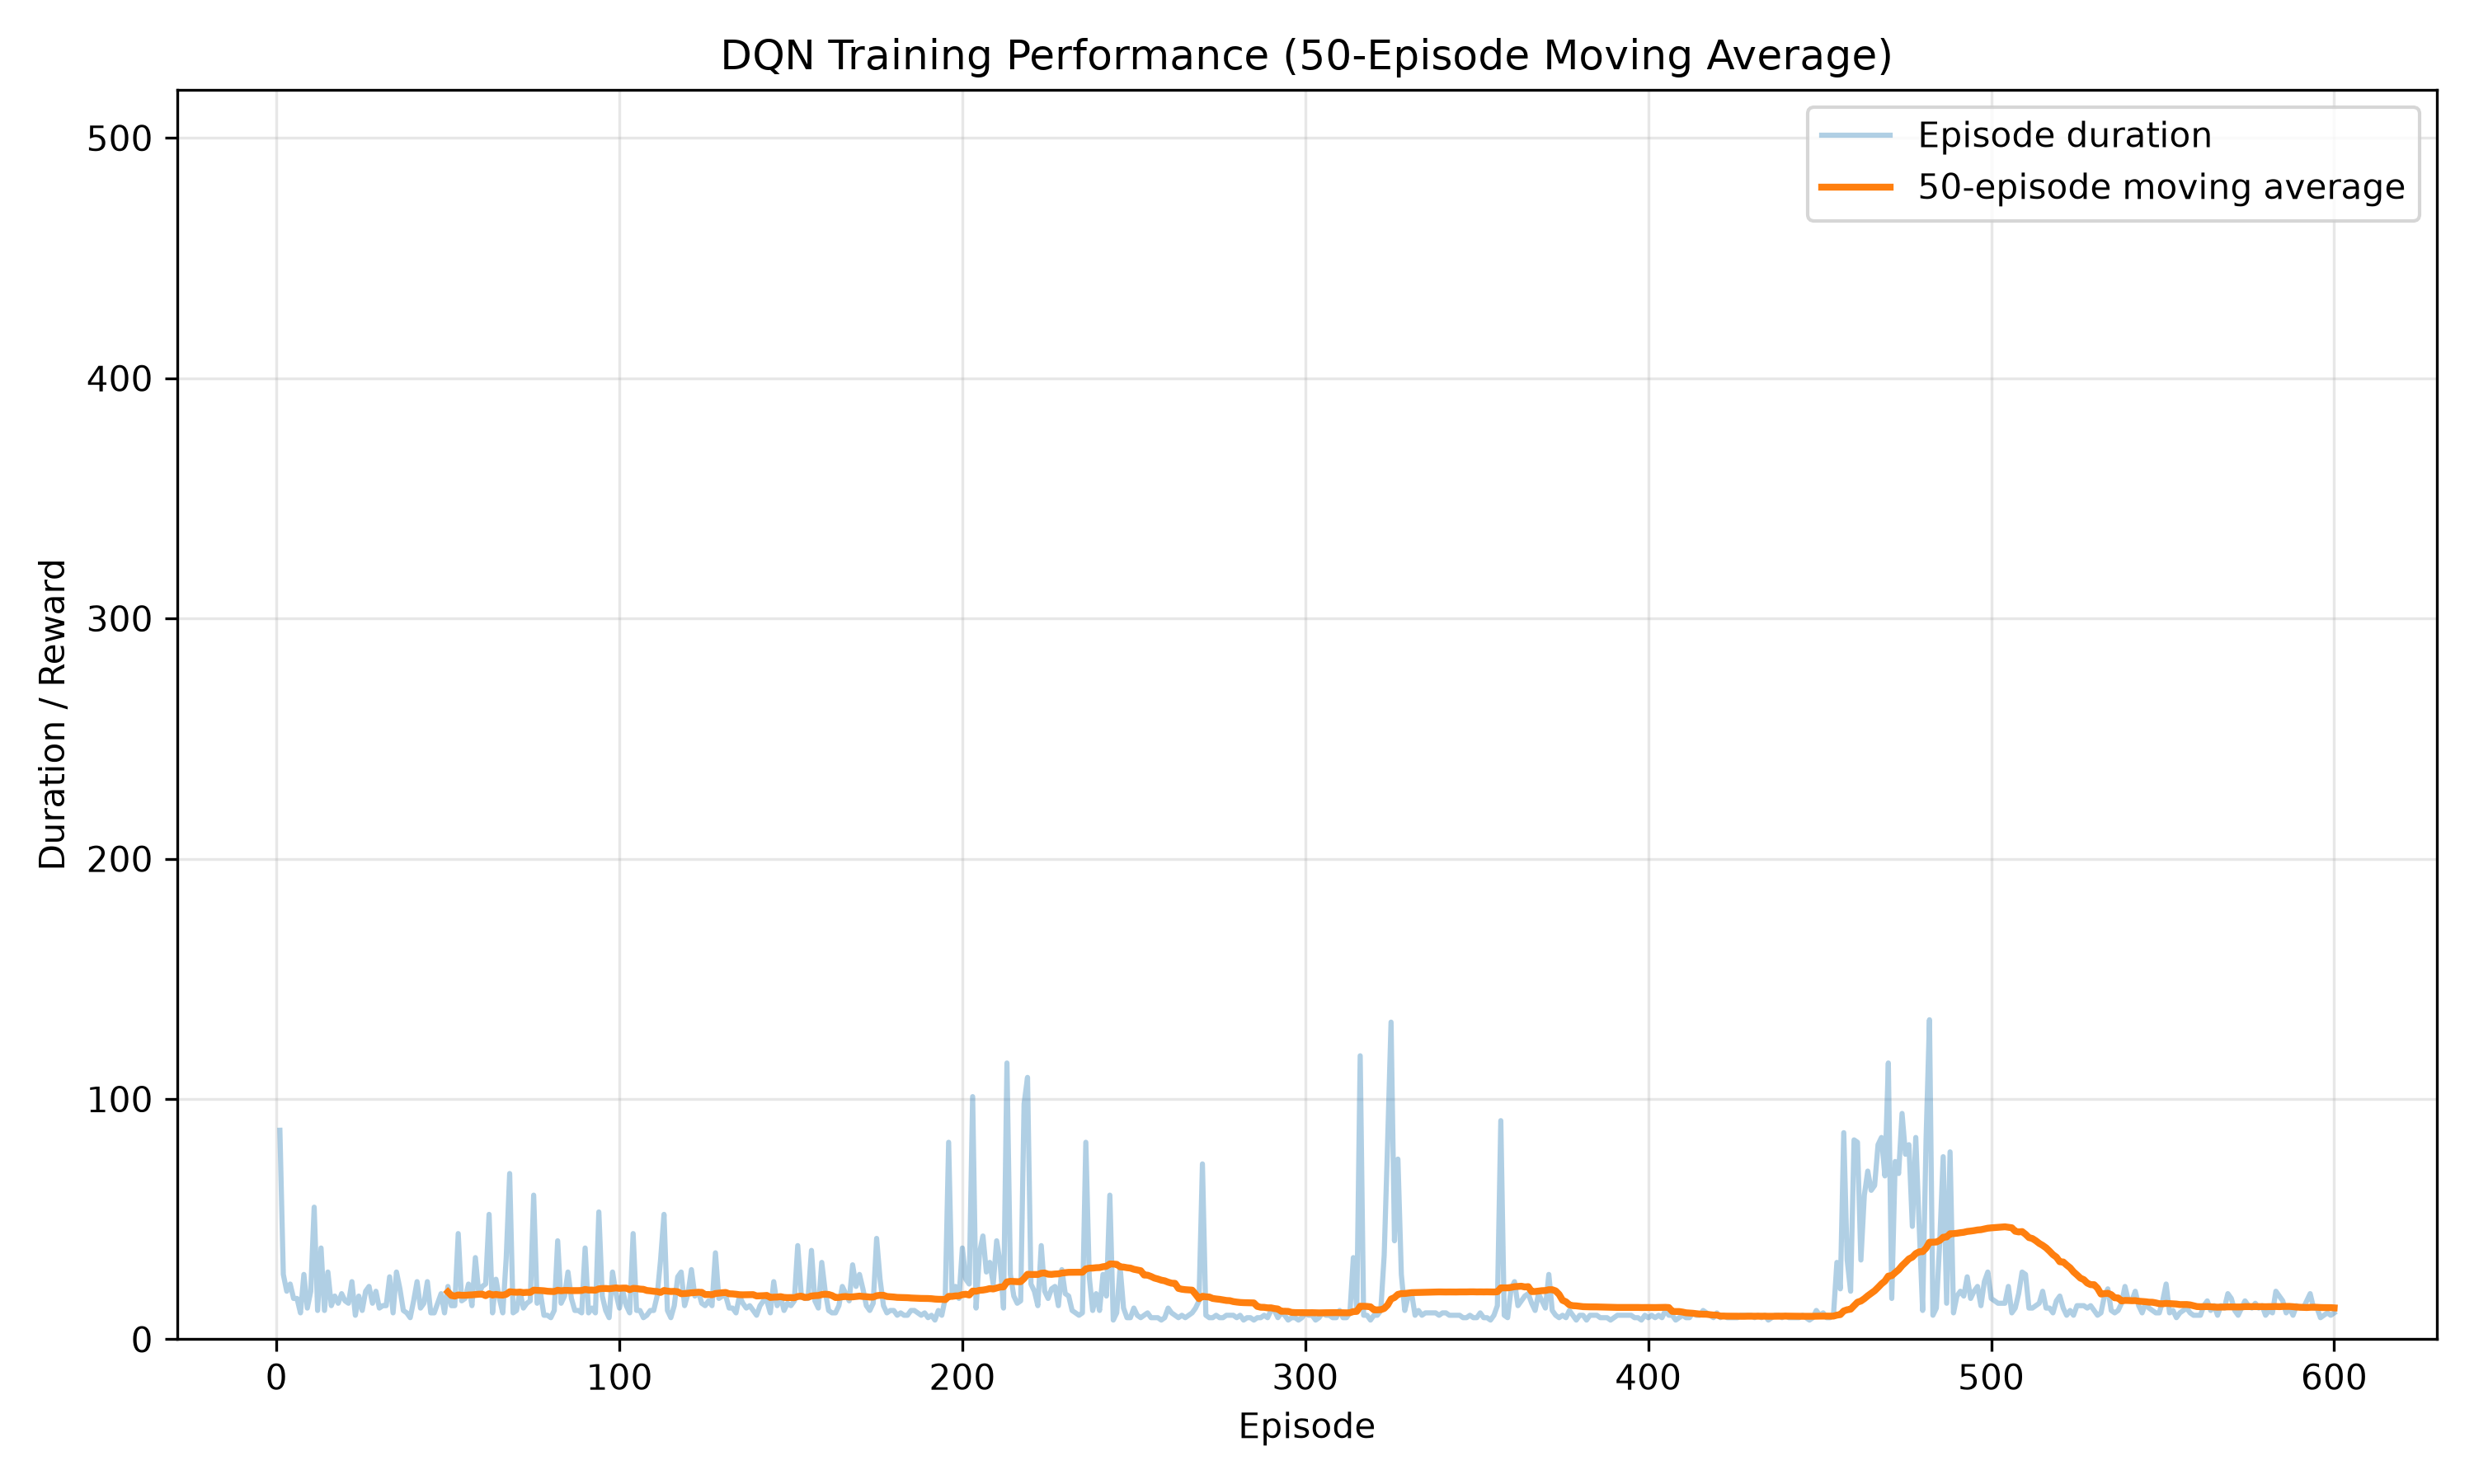 DQN Training Performance (50-Episode Moving Average)
Episode duration
50-episode moving average
Duration / Reward
500
400
300
200
100
0
0 100 200 300 400 500 600
Episode